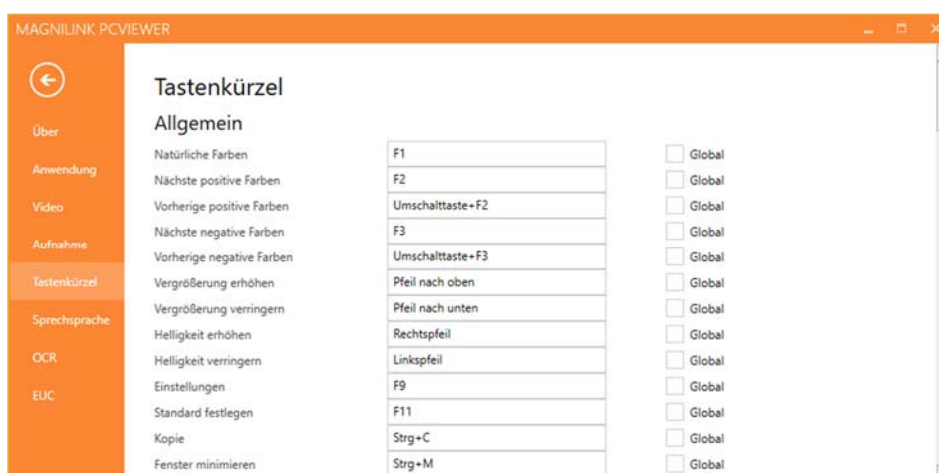 MAGNILINK PCVIEWER
Über
Anwendung
Video
Aufnahme
Tastenkürzel
Sprechsprache
OCR
EUC
Tastenkürzel
Allgemein
Natürliche Farben F1 Global
Nächste positive Farben F2 Global
Vorherige positive Farben Umschalttaste+F2 Global
Nächste negative Farben F3 Global
Vorherige negative Farben Umschalttaste+F3 Global
Vergrößerung erhöhen Pfeil nach oben Global
Vergrößerung verringern Pfeil nach unten Global
Helligkeit erhöhen Rechtspfeil Global
Helligkeit verringern Linkspfeil Global
Einstellungen F9 Global
Standard festlegen F11 Global
Kopie Strg+C Global
Fenster minimieren Strg+M Global